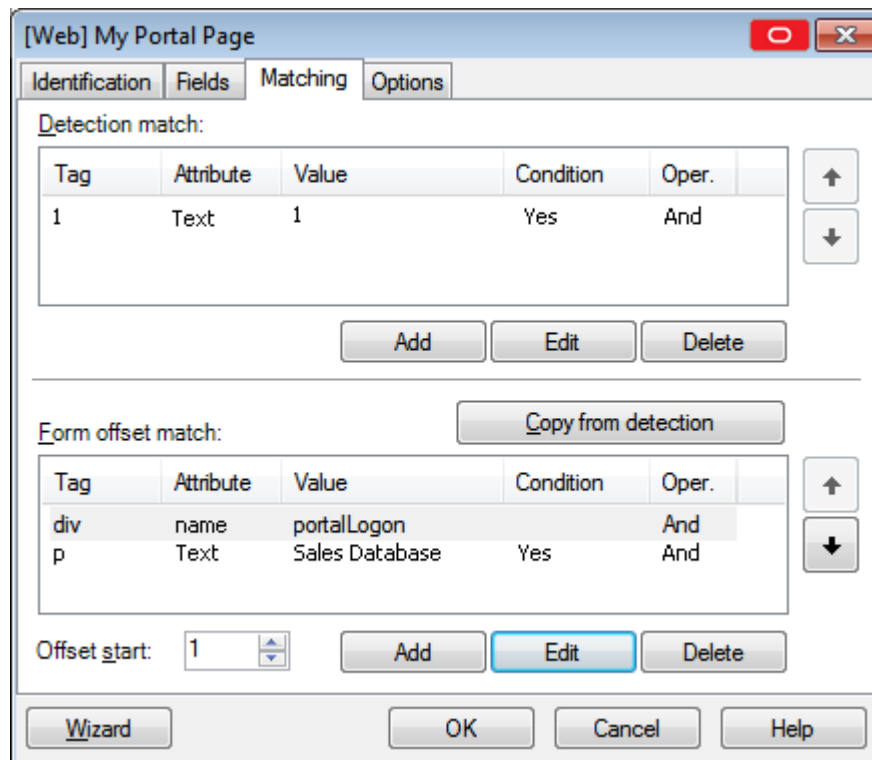 [Web] My Portal Page
Identification Fields Matching Options
Detection match:
Tag Attribute Value Condition Oper.
1 Text 1 Yes And
Add Edit Delete
Copy from detection
Form offset match:
Tag Attribute Value Condition Oper.
div name portalLogon And
p Text Sales Database Yes And
Offset start: 1 Add Edit Delete
Wizard OK Cancel Help